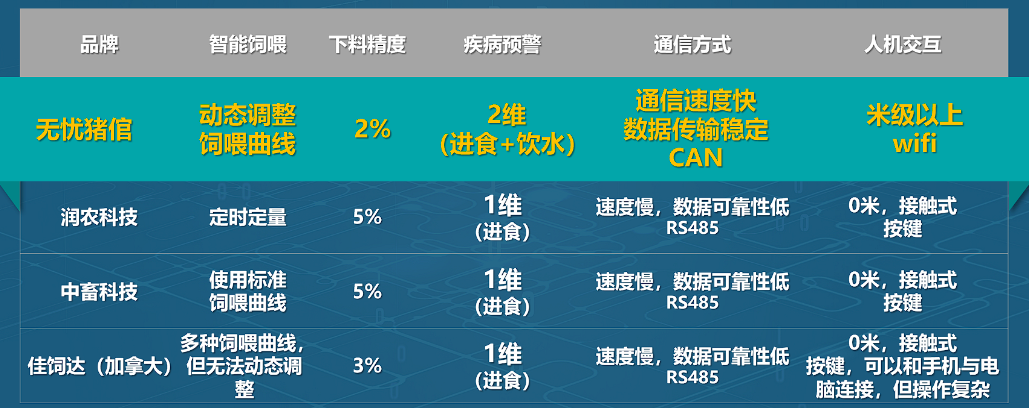 品牌 智能饲喂 下料精度 疾病预警 通信方式 人机交互
无忧猪倌
动态调整
饲喂曲线
2%
2维
(进食+饮水)
通信速度快
数据传输稳定
CAN
米级以上
wifi
润农科技
定时定量
5%
1维
(进食)
速度慢，数据可靠性低
RS485
0米，接触式
按键
中畜科技
使用标准
饲喂曲线
5%
1维
(进食)
速度慢，数据可靠性低
RS485
0米，接触式
按键
佳饲达（加拿大）
多种饲喂曲线，
但无法动态调
整
3%
1维
(进食)
速度慢，数据可靠性低
RS485
0米，接触式
按键，可以和手机与电
脑连接，但操作复杂